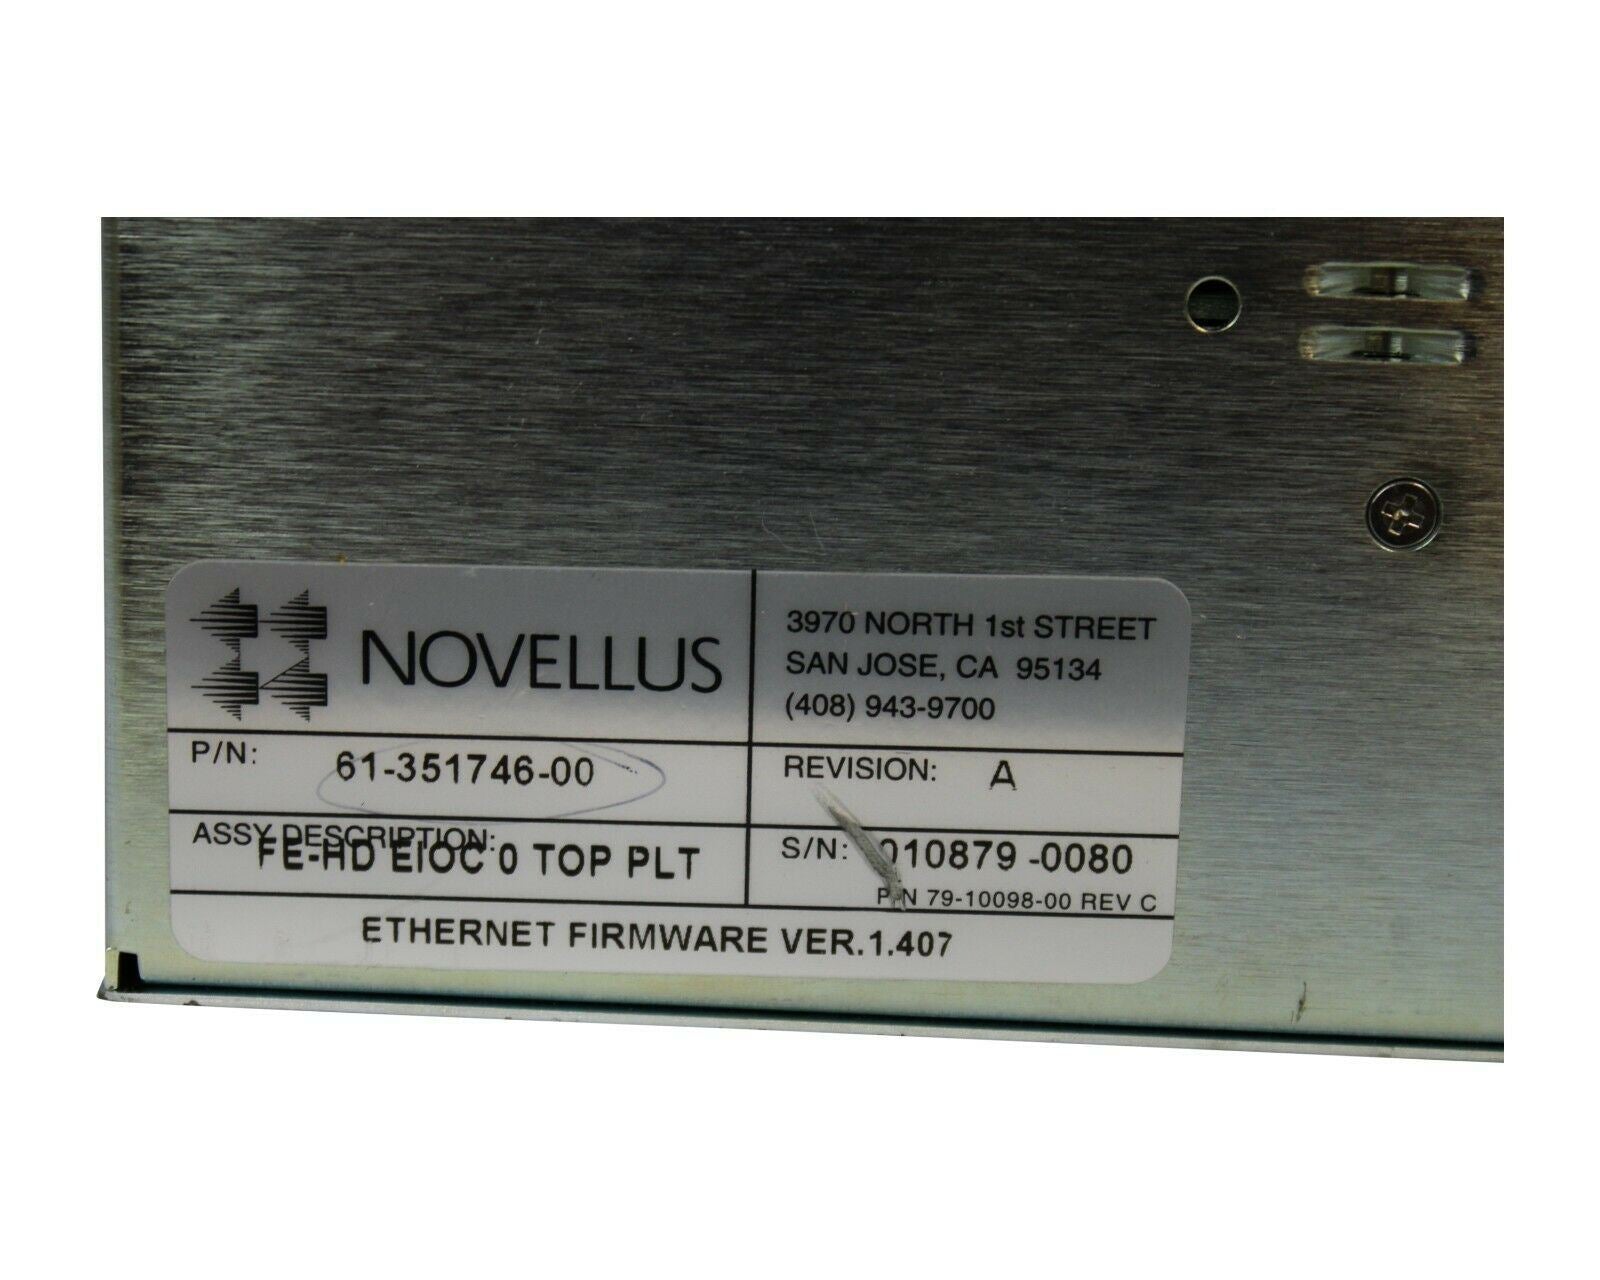 NOVELLUS
3970 NORTH 1st STREET
SAN JOSE, CA 95134
(408) 943-9700
P/N: 61-351746-00
REVISION: A
ASSY DESCRIPTION:
FE-HD EIOC 0 TOP PLT
S/N: 010879 -0080
P/N 79-10098-00 REV C
ETHERNET FIRMWARE VER.1.407